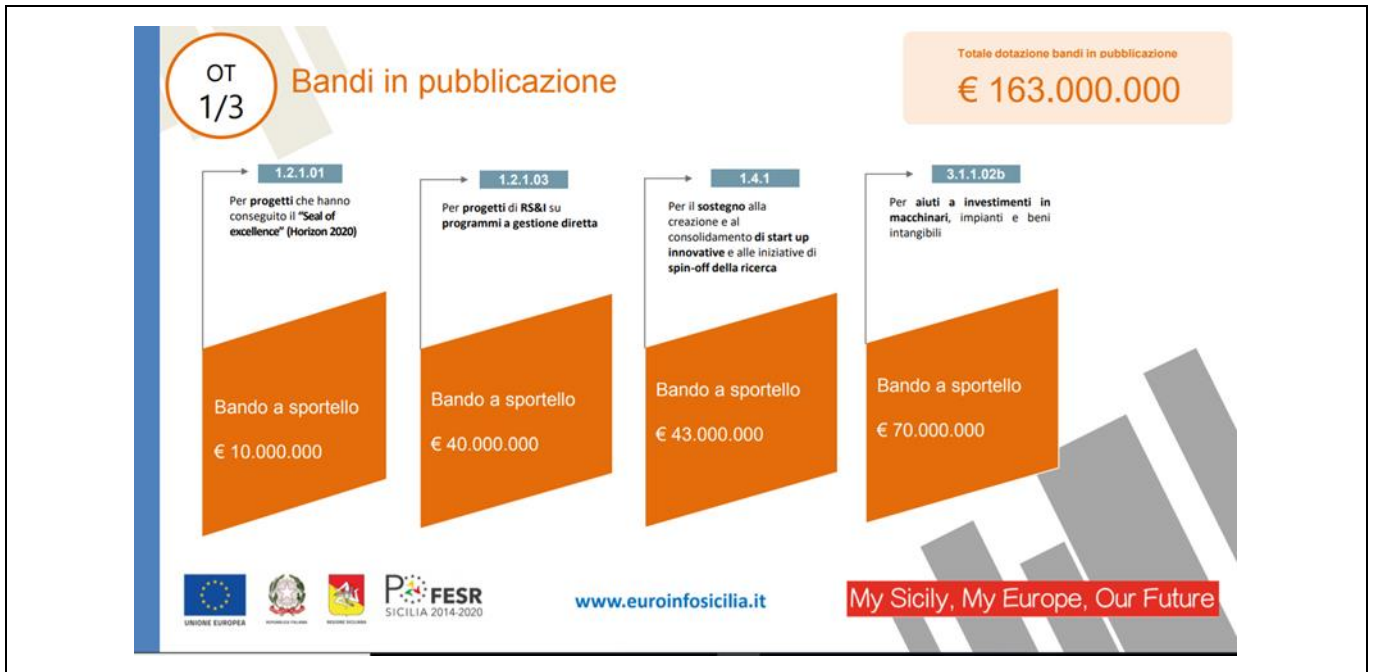 OT
1/3
Bandi in pubblicazione
Totale dotazione bandi in pubblicazione
€ 163.000.000
1.2.1.01
Per progetti che hanno
conseguito il "Seal of
excellence" (Horizon 2020)
Bando a sportello
€ 10.000.000
1.2.1.03
Per progetti di RS&I su
programmi a gestione diretta
Bando a sportello
€ 40.000.000
1.4.1
Per il sostegno alla
creazione e al
consolidamento di start up
innovative e alle iniziative di
spin-off della ricerca
Bando a sportello
€ 43.000.000
3.1.1.02b
Per aiuti a investimenti in
macchinari, impianti e beni
intangibili
Bando a sportello
€ 70.000.000
UNIONE EUROPEA
REPUBBLICA ITALIANA
REGIONE SICILIANA
PO FESR
SICILIA 2014-2020
www.euroinfosicilia.it
My Sicily, My Europe, Our Future